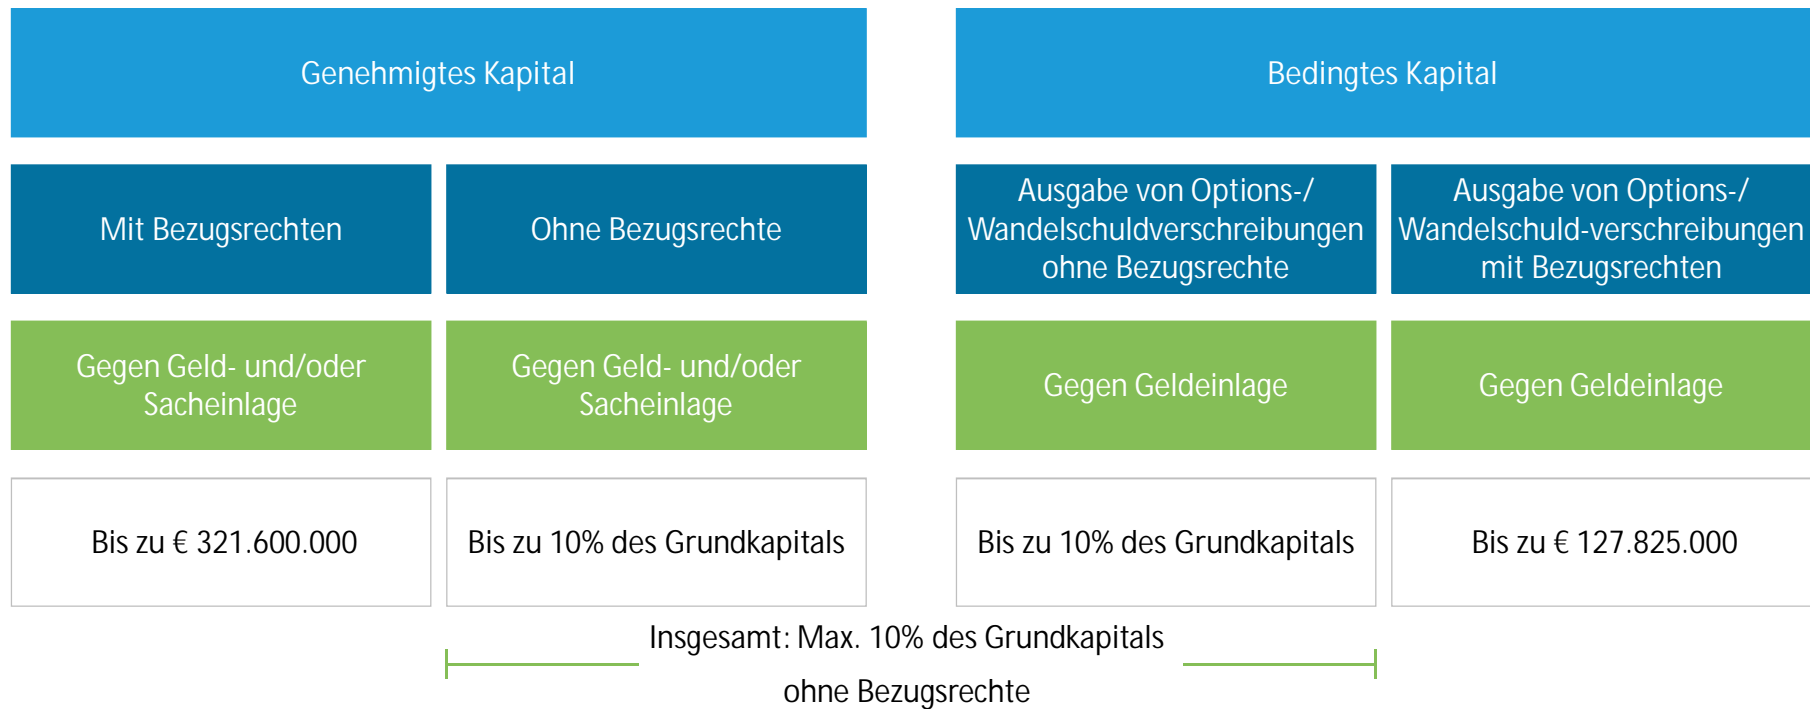 Genehmigtes Kapital
Bedingtes Kapital
Mit Bezugsrechten
Ohne Bezugsrechte
Ausgabe von Options-/
Wandelschuldverschreibungen
ohne Bezugsrechte
Ausgabe von Options-/
Wandelschuld-verschreibungen
mit Bezugsrechten
Gegen Geld- und/oder
Sacheinlage
Gegen Geld- und/oder
Sacheinlage
Gegen Geldeinlage
Gegen Geldeinlage
Bis zu € 321.600.000
Bis zu 10% des Grundkapitals
Bis zu 10% des Grundkapitals
Bis zu € 127.825.000
Insgesamt: Max. 10% des Grundkapitals
ohne Bezugsrechte